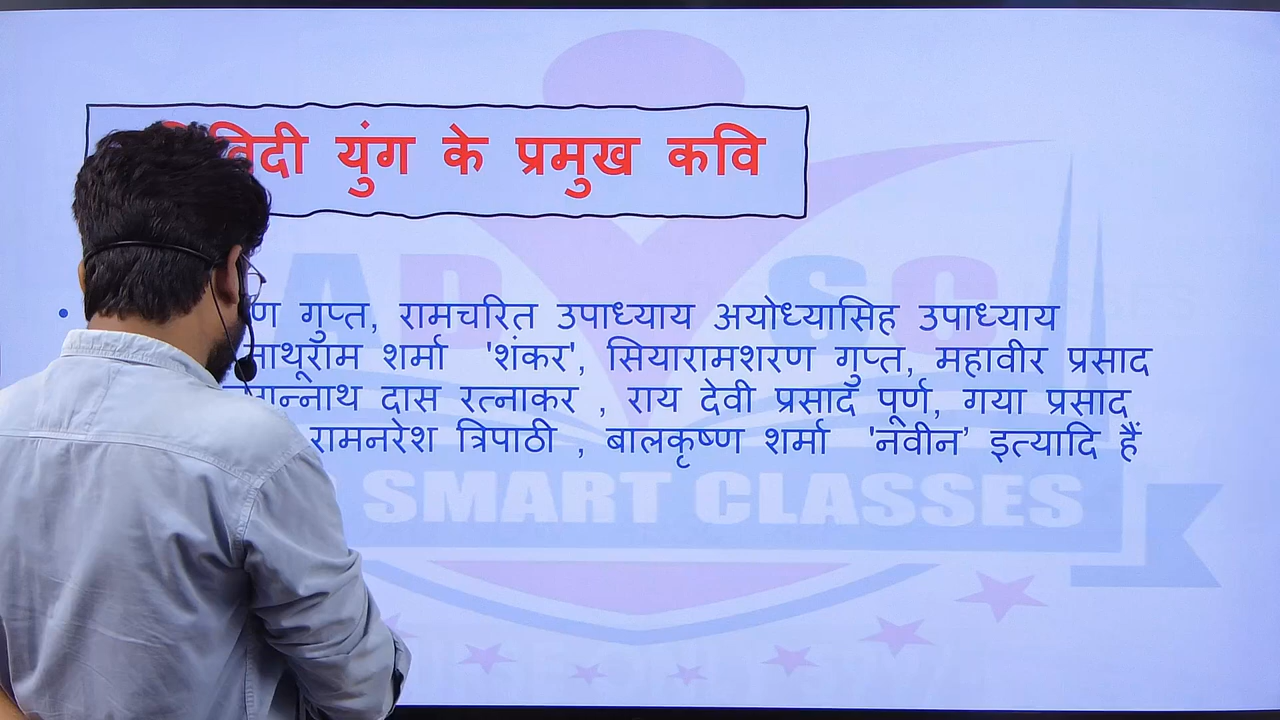 युंग के प्रमुख कवि
गुप्त, रामचरित उपाध्याय अयोध्यासिह उपाध्याय
शर्मा 'शंकर', सियारामशरण गुप्त, महावीर प्रसाद
दास रत्नाकर , राय देवी प्रसाद पूर्ण, गया प्रसाद
रामनरेश त्रिपाठी , बालकृष्ण शर्मा 'नवीन’ इत्यादि हैं
SMART CLASSES